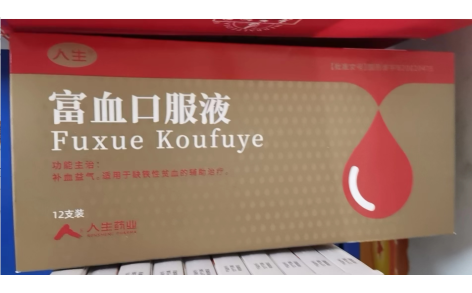 人生
富血口服液
Fuxue Koufuye
功能主治：
补血益气。适用于缺铁性贫血的辅助治疗。
12支装
人生药业